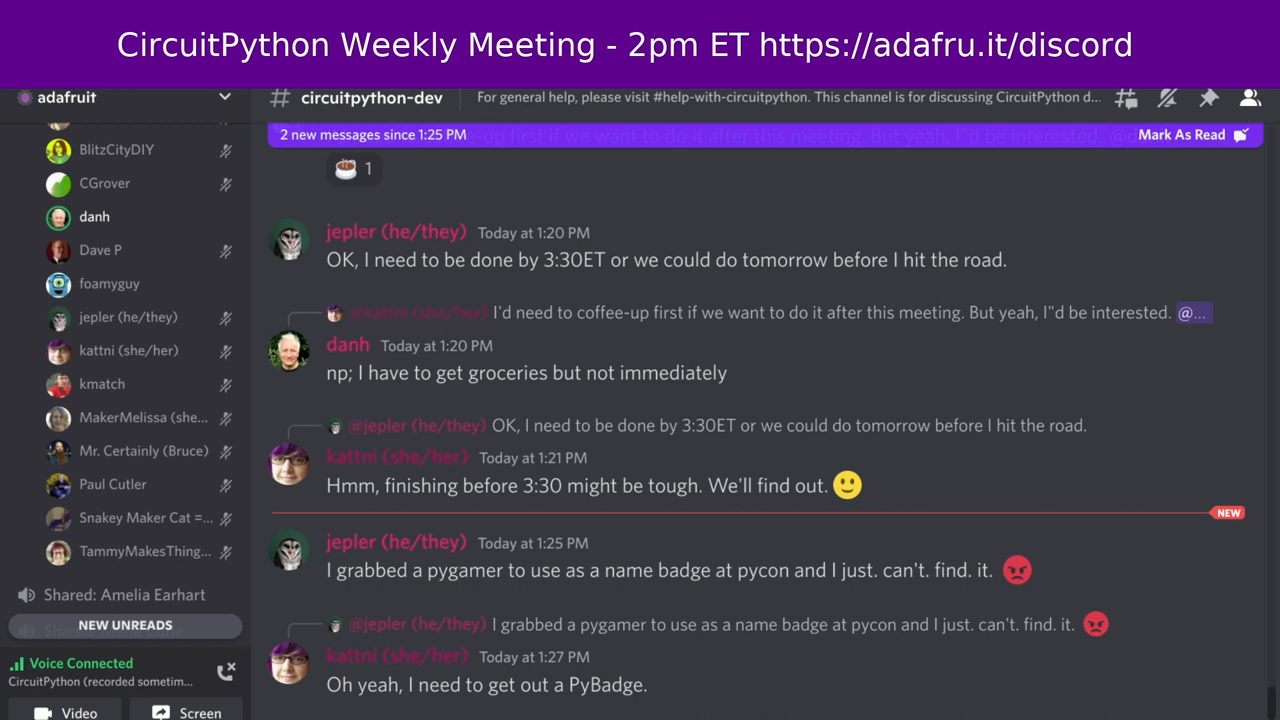 CircuitPython Weekly Meeting - 2pm ET https://adafru.it/discord
adafruit
BlitzCityDIY
CGrover
danh
Dave P
foamyguy
jepler (he/they)
kattni (she/her)
kmatch
MakerMelissa (she...
Mr. Certainly (Bruce)
Paul Cutler
Snakey Maker Cat =...
TammyMakesThing...
Shared: Amelia Earhart
NEW UNREADS
Voice Connected
CircuitPython (recorded sometim...
Video
Screen
# circuitpython-dev
For general help, please visit #help-with-circuitpython. This channel is for discussing CircuitPython d...
2 new messages since 1:25 PM
Mark As Read
1
jepler (he/they) Today at 1:20 PM
OK, I need to be done by 3:30ET or we could do tomorrow before I hit the road.
@kattni (she/her) I'd need to coffee-up first if we want to do it after this meeting. But yeah, I"d be interested. @...
danh Today at 1:20 PM
np; I have to get groceries but not immediately
@jepler (he/they) OK, I need to be done by 3:30ET or we could do tomorrow before I hit the road.
kattni (she/her) Today at 1:21 PM
Hmm, finishing before 3:30 might be tough. We'll find out. 🙂
NEW
jepler (he/they) Today at 1:25 PM
I grabbed a pygamer to use as a name badge at pycon and I just. can't. find. it. 😡
@jepler (he/they) I grabbed a pygamer to use as a name badge at pycon and I just. can't. find. it. 😡
kattni (she/her) Today at 1:27 PM
Oh yeah, I need to get out a PyBadge.